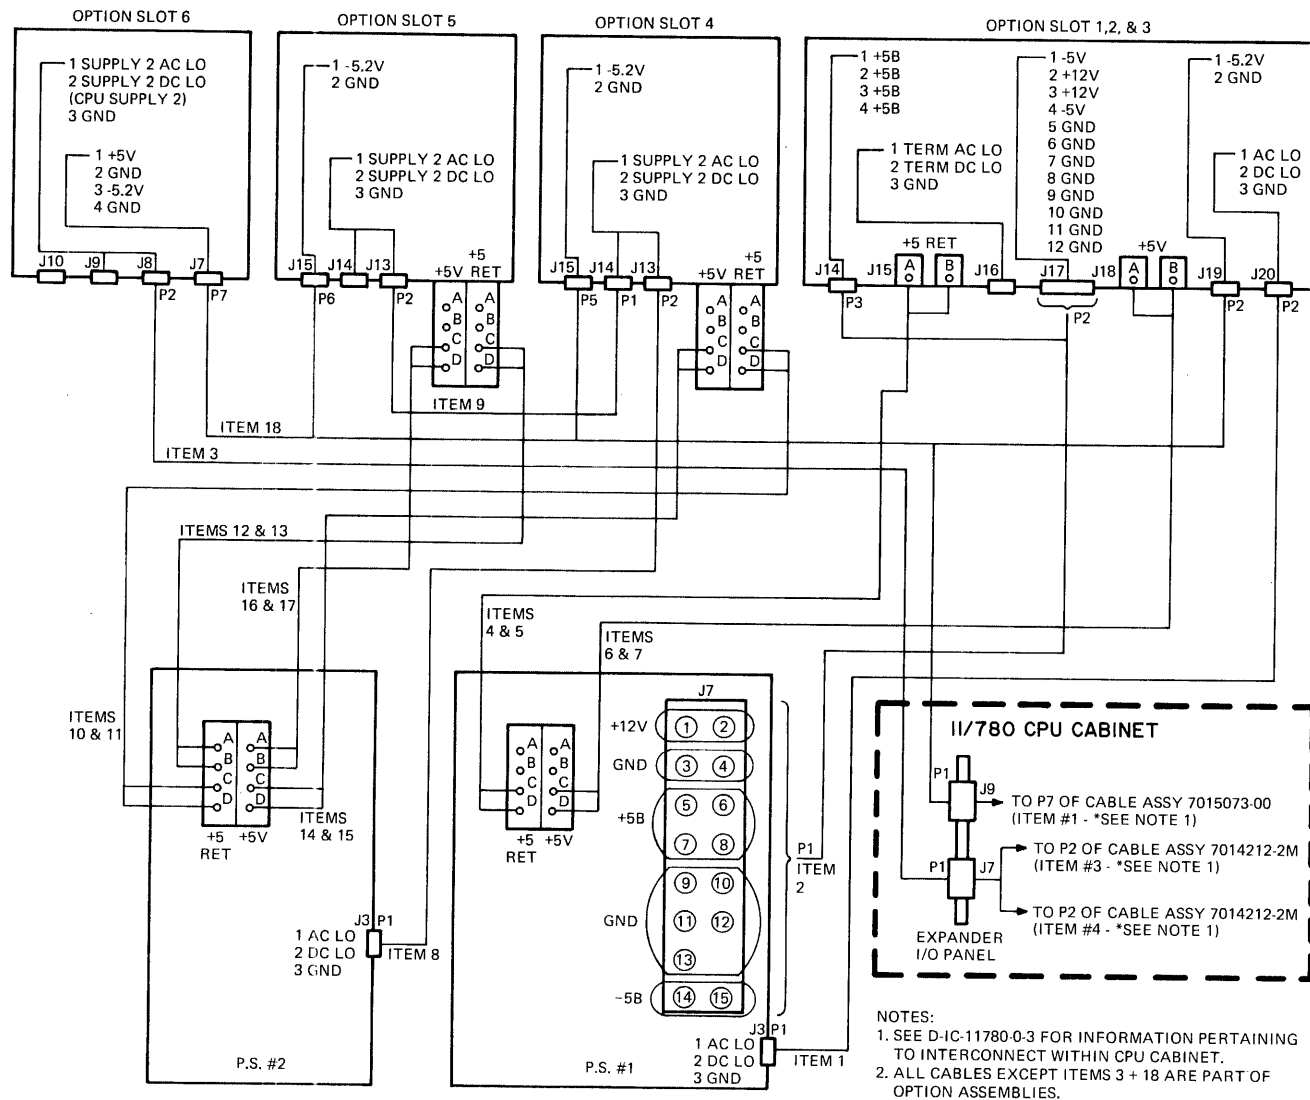 OPTION SLOT 6
OPTION SLOT 5
OPTION SLOT 4
OPTION SLOT 1,2, & 3
1 SUPPLY 2 AC LO
2 SUPPLY 2 DC LO
(CPU SUPPLY 2)
3 GND
1 +5V
2 GND
3 -5.2V
4 GND
J10
J9
J8
J7
P2
P7
1 -5.2V
2 GND
1 SUPPLY 2 AC LO
2 SUPPLY 2 DC LO
3 GND
J15
J14
J13
P6
P2
+5V
+5
RET
A
B
C
D
A
B
C
D
1 -5.2V
2 GND
1 SUPPLY 2 AC LO
2 SUPPLY 2 DC LO
3 GND
J15
J14
J13
P5
P1
P2
+5V
+5
RET
A
B
C
D
A
B
C
D
1 +5B
2 +5B
3 +5B
4 +5B
1 TERM AC LO
2 TERM DC LO
3 GND
1 -5V
2 +12V
3 +12V
4 -5V
5 GND
6 GND
7 GND
8 GND
9 GND
10 GND
11 GND
12 GND
1 -5.2V
2 GND
1 AC LO
2 DC LO
3 GND
+5 RET
+5V
J14
J15
A
B
J16
J17
J18
A
B
J19
J20
P3
P2
P2
P2
ITEM 9
ITEM 18
ITEM 3
ITEMS 12 & 13
ITEMS
16 & 17
ITEMS
4 & 5
ITEMS
6 & 7
ITEMS
10 & 11
A
B
C
D
A
B
C
D
+5 +5V
RET
ITEMS
14 & 15
J3 P1
1 AC LO
2 DC LO
3 GND
ITEM 8
P.S. #2
A
B
C
D
A
B
C
D
+5 +5V
RET
J7
+12V 1 2
GND 3 4
5 6
+5B
7 8
9 10
GND 11 12
13
-5B 14 15
P1
ITEM
2
J3 P1
1 AC LO
2 DC LO
3 GND
ITEM 1
P.S. #1
11/780 CPU CABINET
P1
J9
TO P7 OF CABLE ASSY 7015073-00
(ITEM #1 - *SEE NOTE 1)
P1
J7
TO P2 OF CABLE ASSY 7014212-2M
(ITEM #3 - *SEE NOTE 1)
TO P2 OF CABLE ASSY 7014212-2M
(ITEM #4 - *SEE NOTE 1)
EXPANDER
I/O PANEL
NOTES:
1. SEE D-IC-11780-0-3 FOR INFORMATION PERTAINING
TO INTERCONNECT WITHIN CPU CABINET.
2. ALL CABLES EXCEPT ITEMS 3 + 18 ARE PART OF
OPTION ASSEMBLIES.